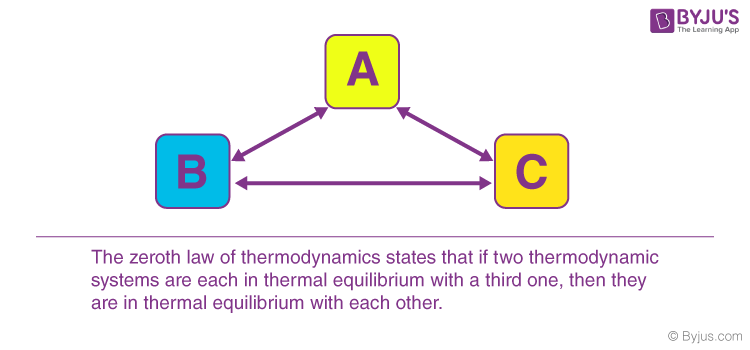 BYJU'S
The Learning App
A
B
C
The zeroth law of thermodynamics states that if two thermodynamic
systems are each in thermal equilibrium with a third one, then they
are in thermal equilibrium with each other.
© Byjus.com